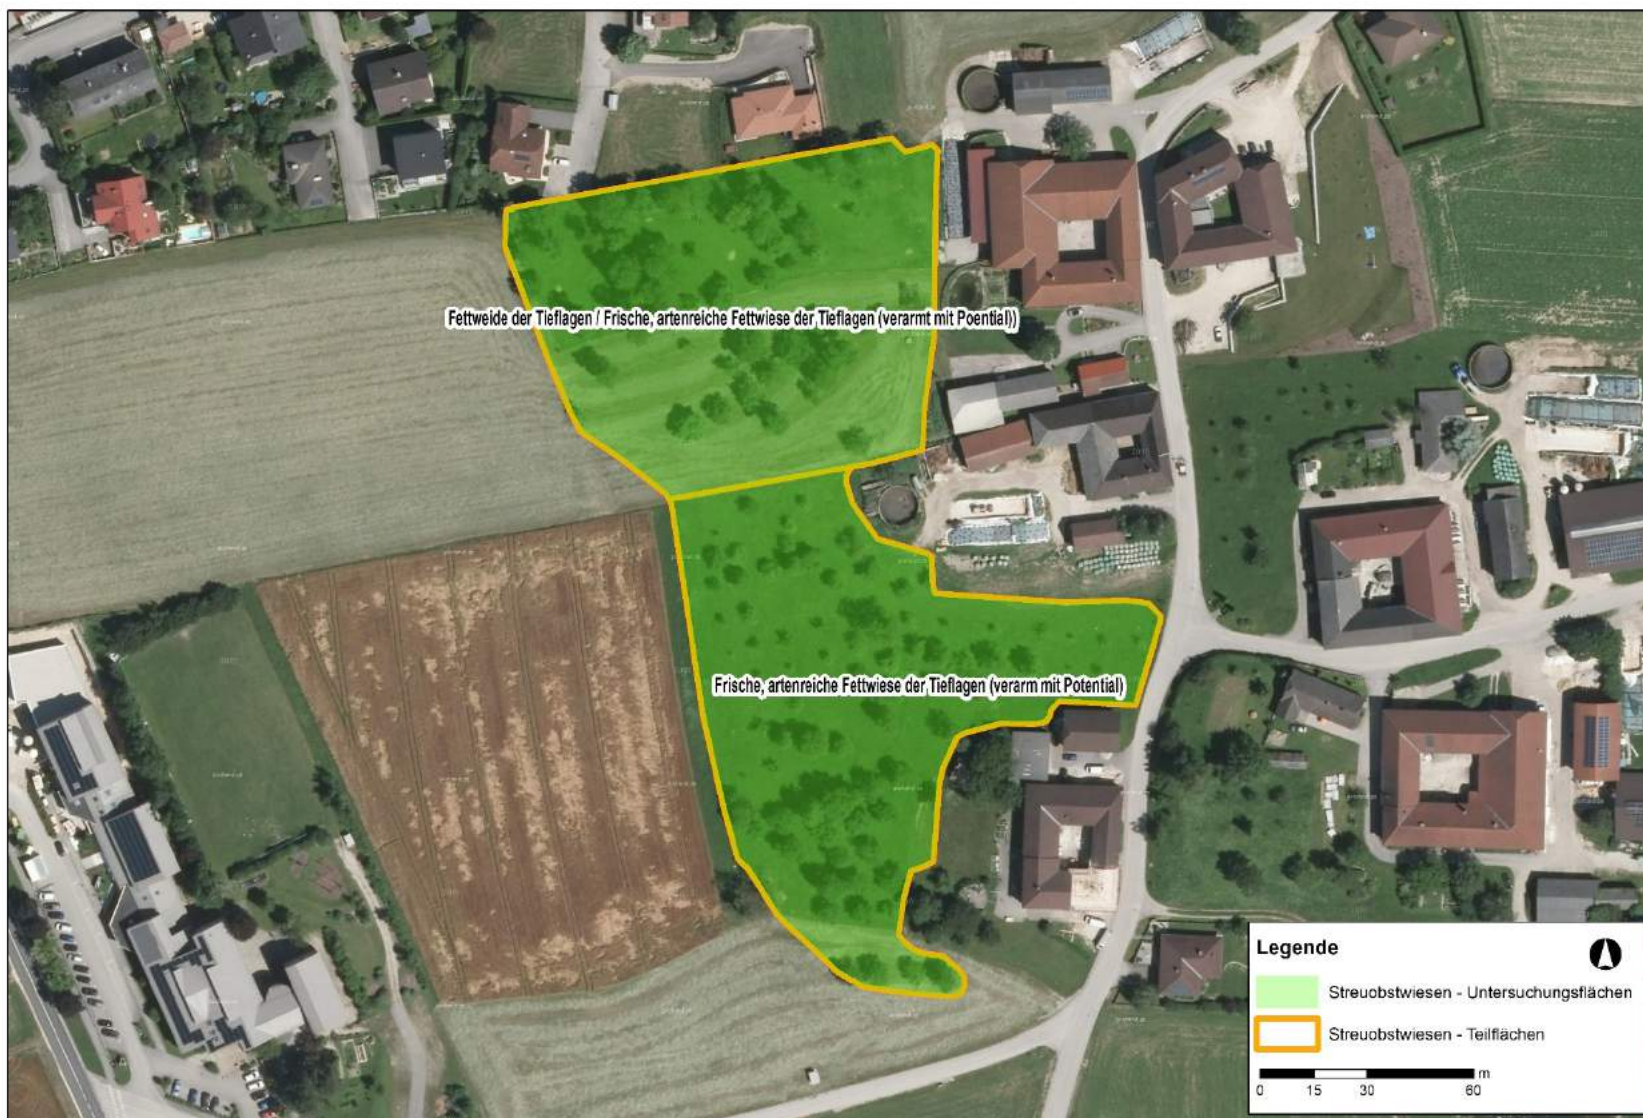 Fettweide der Tieflagen / Frische, artenreiche Fettwiese der Tieflagen (verarmt mit Poential))
Frische, artenreiche Fettwiese der Tieflagen (verarm mit Potential)
Legende
Streuobstwiesen - Untersuchungsflächen
Streuobstwiesen - Teilflächen
m
0 15 30 60